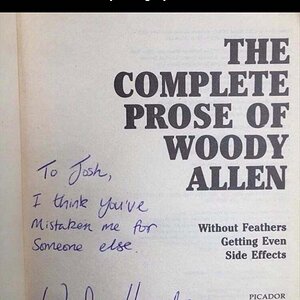 THE
COMPLETE
PROSE OF
WOODY
ALLEN
To Josh,
I think you've
mistaken me for
someone else.
Without Feathers
Getting Even
Side Effects
PICADOR